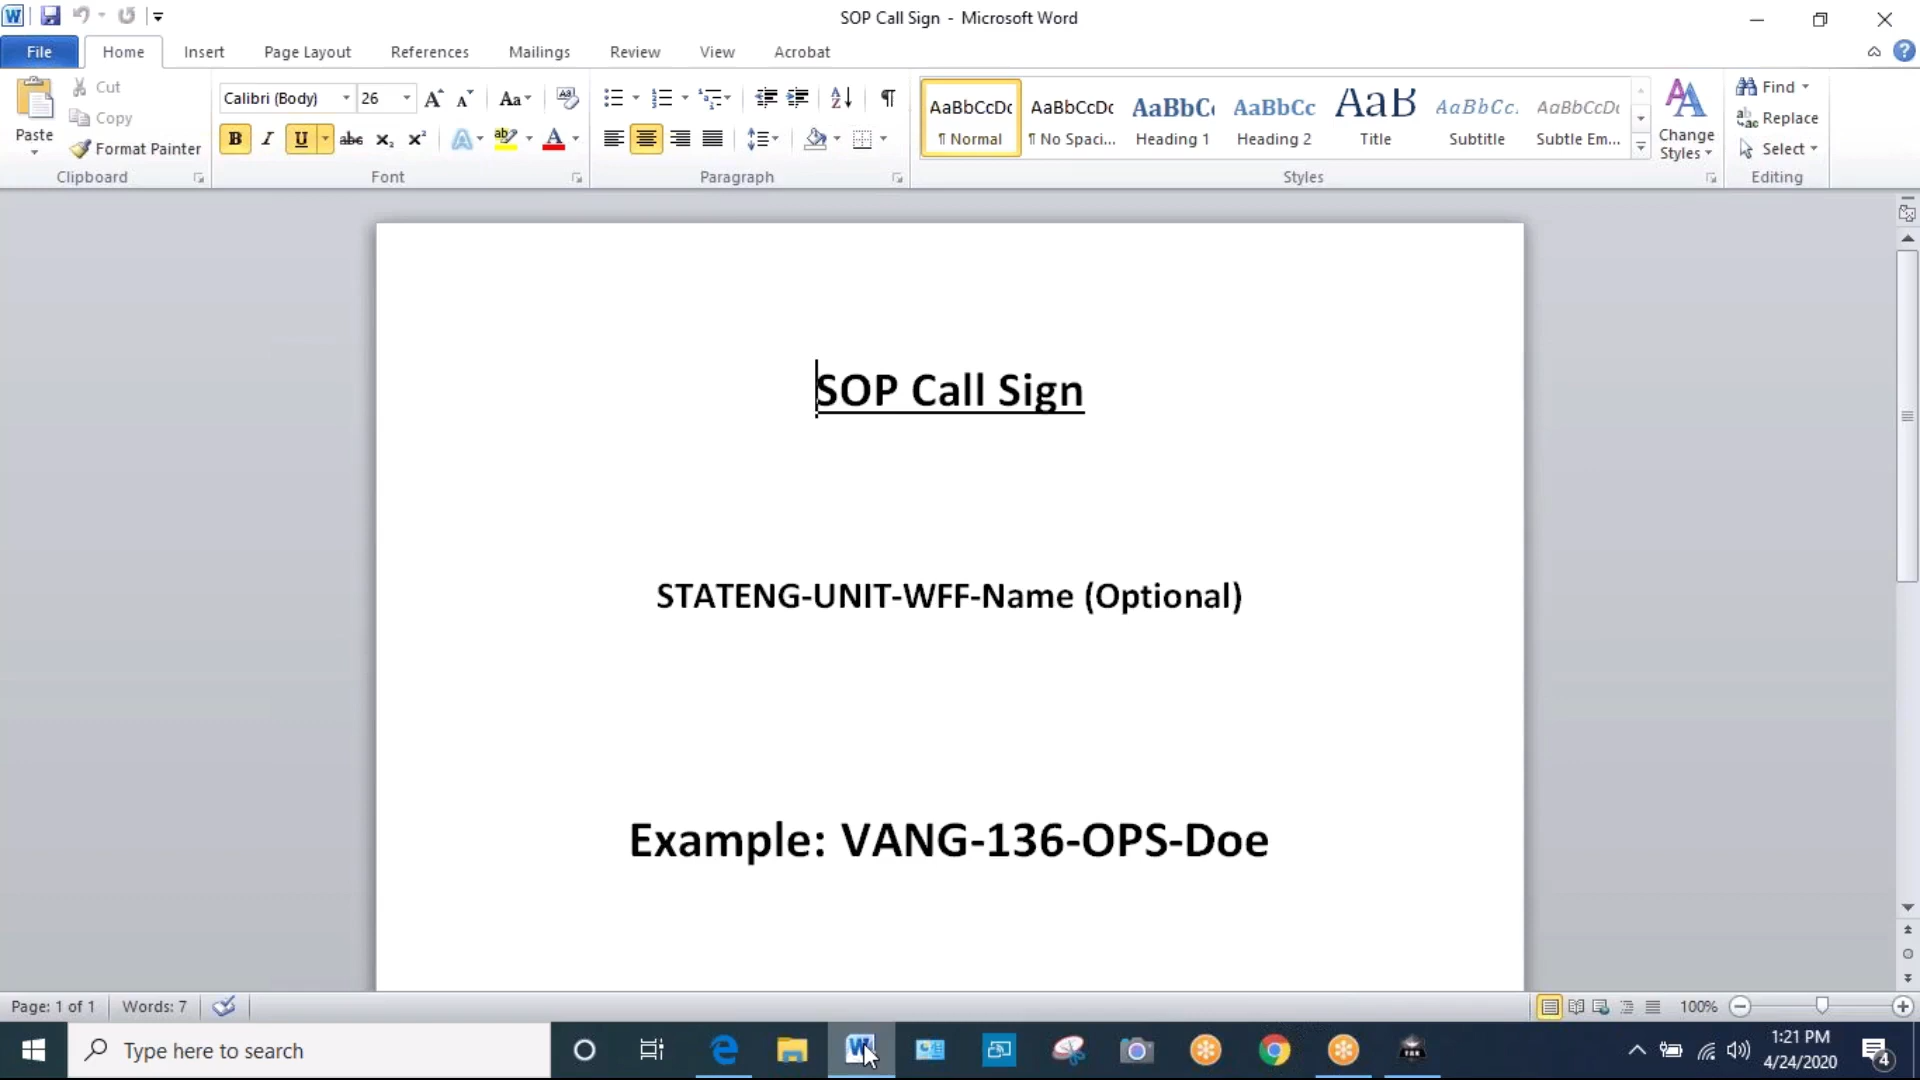 SOP Call Sign - Microsoft Word
File Home Insert Page Layout References Mailings Review View Acrobat
Paste
Cut
Copy
Format Painter
Clipboard
Calibri (Body) 26
Font
Paragraph
AaBbCcDc AaBbCcDc AaBbC AaBbCc AaB AaBbCc. AaBbCcDc
¶ Normal ¶ No Spaci... Heading 1 Heading 2 Title Subtitle Subtle Em...
Change Styles
Styles
Find
Replace
Select
Editing
SOP Call Sign
STATENG-UNIT-WFF-Name (Optional)
Example: VANG-136-OPS-Doe
Page: 1 of 1 Words: 7 100%
Type here to search
1:21 PM
4/24/2020
4